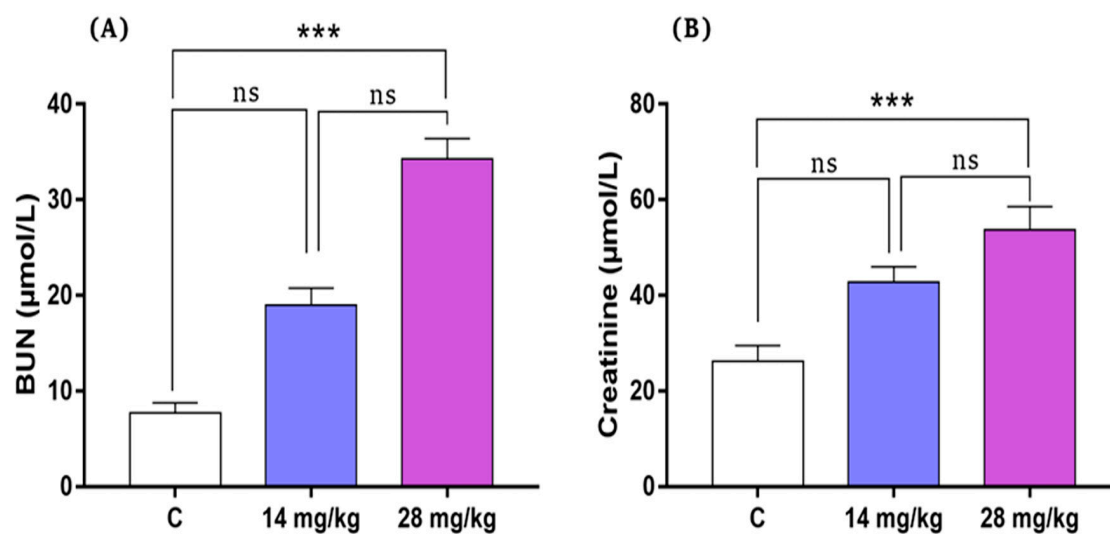 (A)
***
ns
ns
40
30
20
10
0
BUN (μmol/L)
C
14 mg/kg
28 mg/kg
(B)
***
ns
ns
80
60
40
20
0
Creatinine (μmol/L)
C
14 mg/kg
28 mg/kg